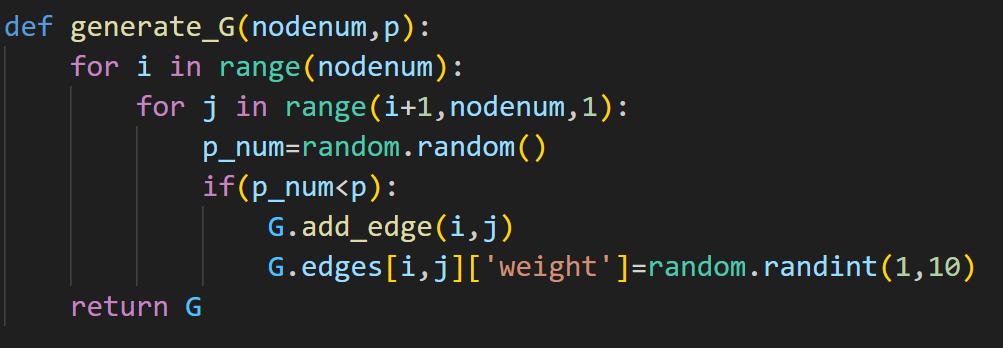 def generate_G(nodenum,p):
    for i in range(nodenum):
        for j in range(i+1,nodenum,1):
            p_num=random.random()
            if(p_num<p):
                G.add_edge(i,j)
                G.edges[i,j]['weight']=random.randint(1,10)
    return G